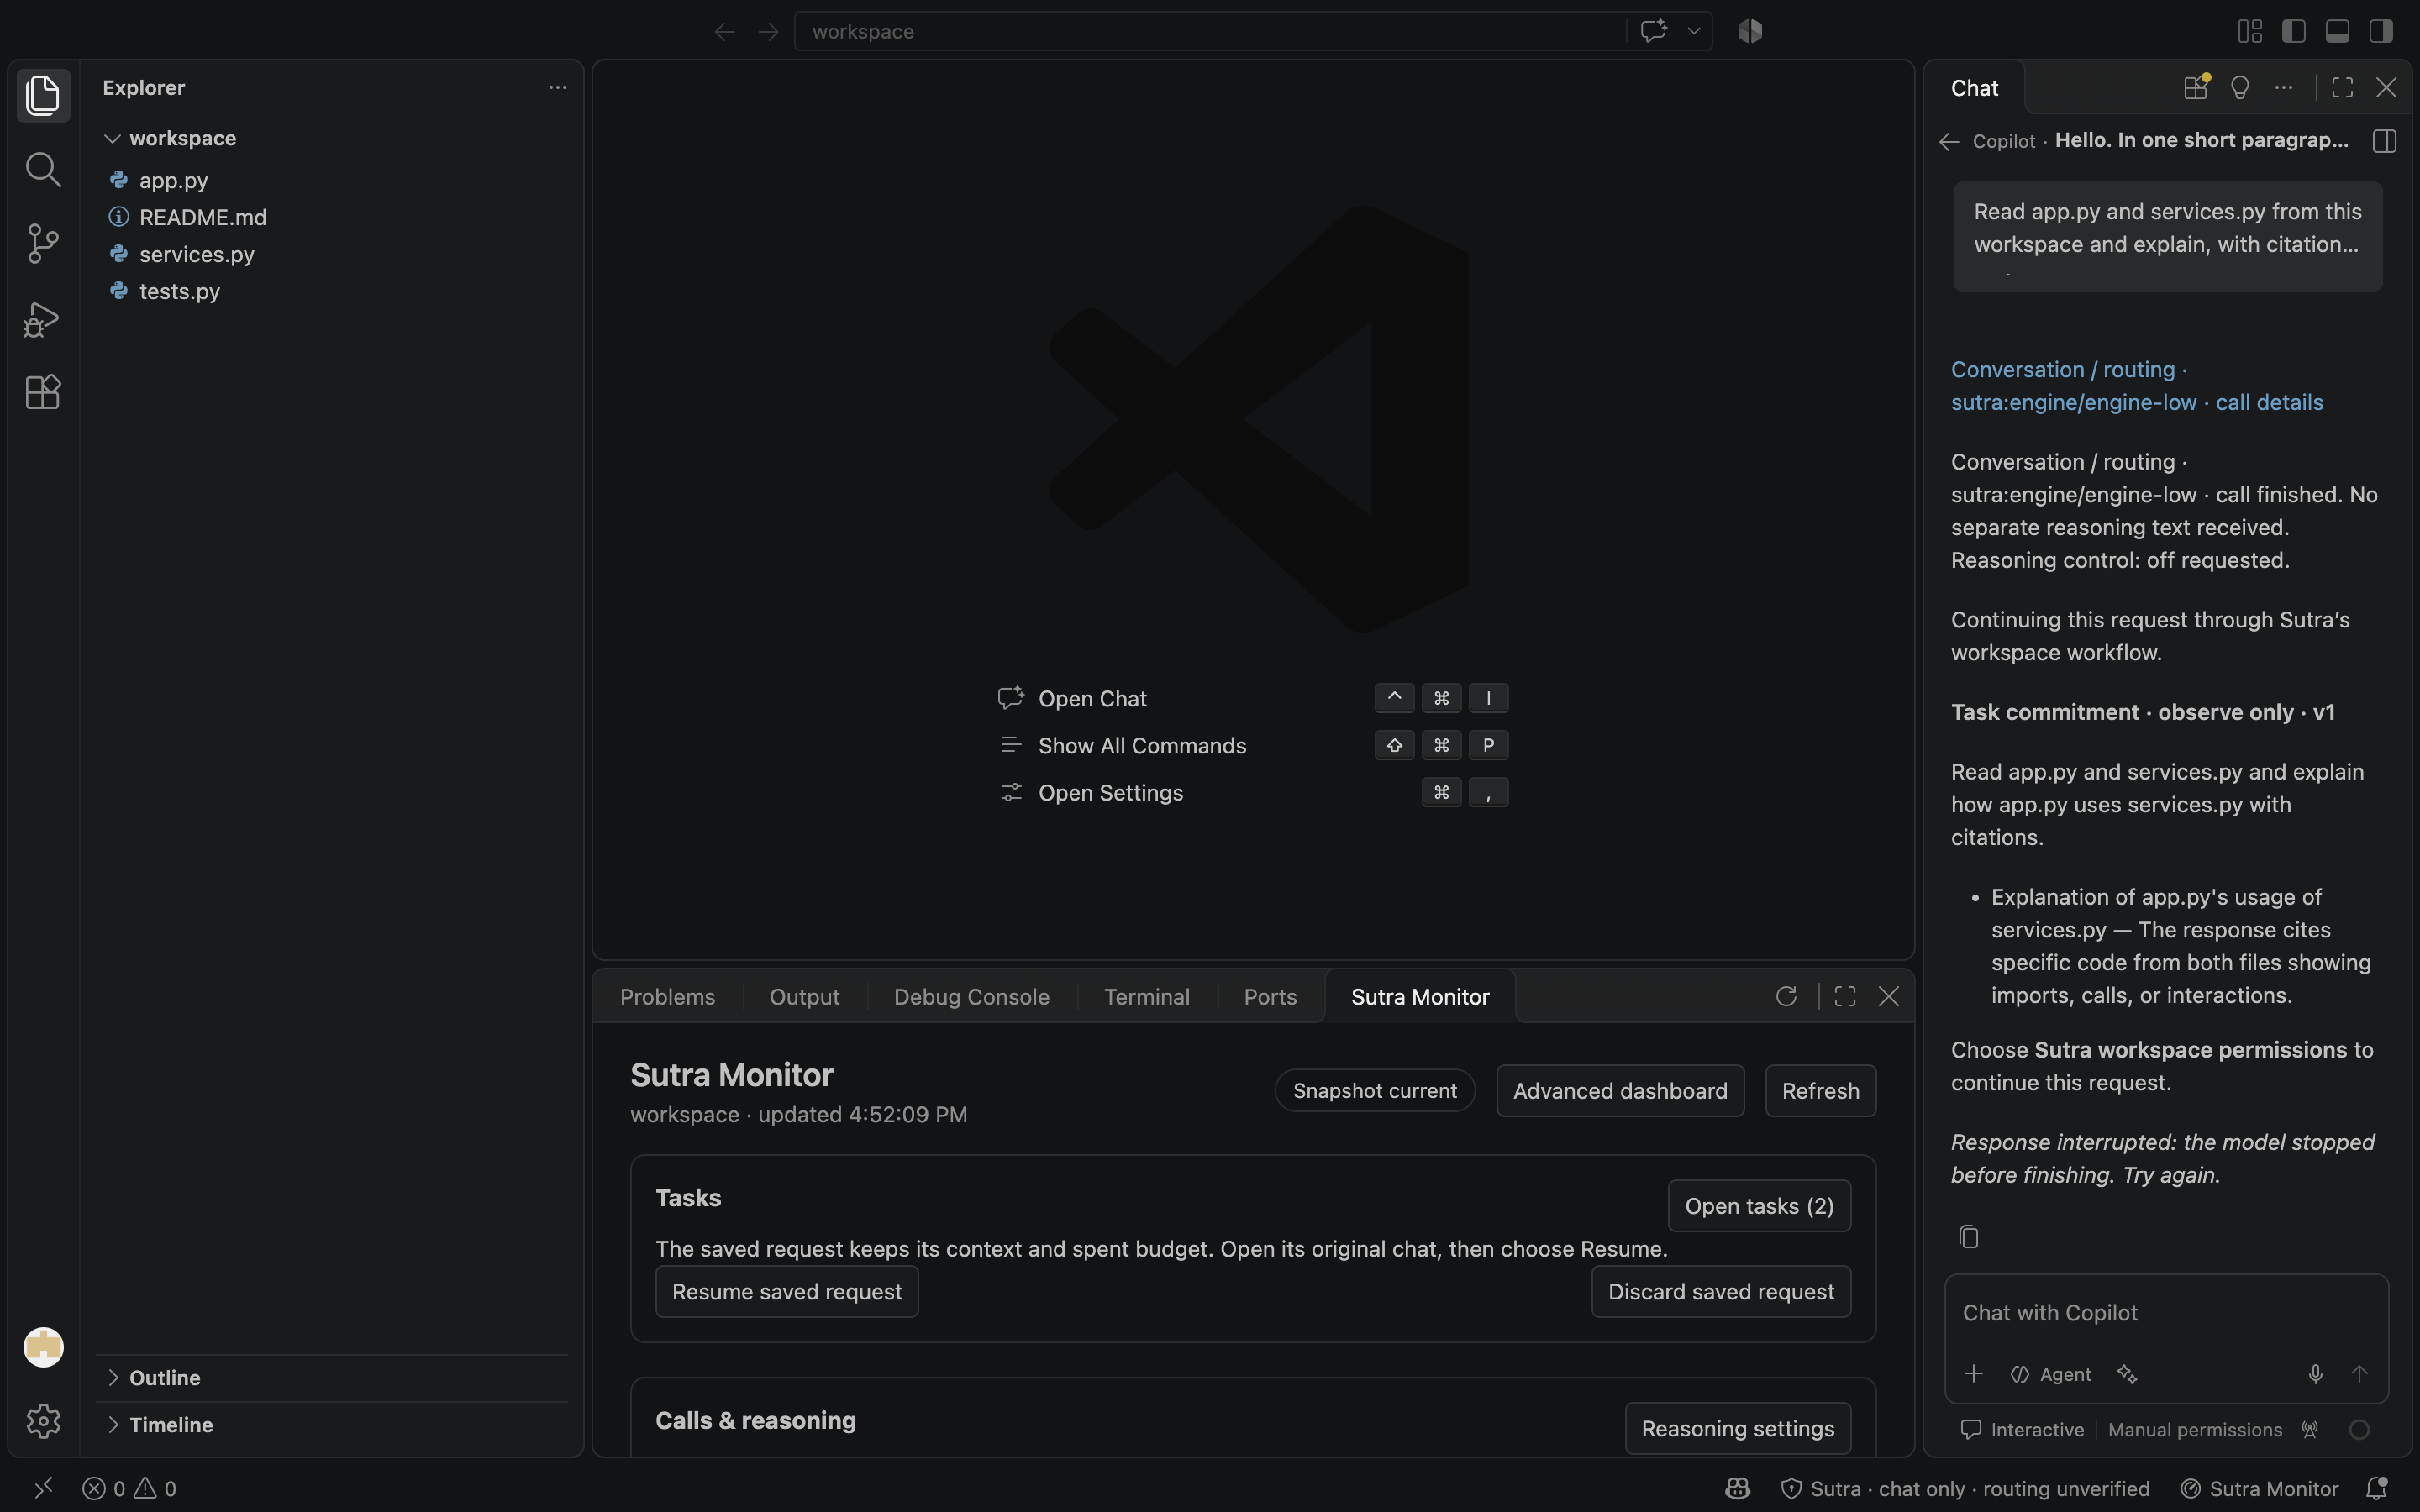 workspace
Explorer
workspace
app.py
README.md
services.py
tests.py
Outline
Timeline
Open Chat
^ ⌘ I
Show All Commands
⇧ ⌘ P
Open Settings
⌘ ,
Problems
Output
Debug Console
Terminal
Ports
Sutra Monitor
Sutra Monitor
workspace · updated 4:52:09 PM
Snapshot current
Advanced dashboard
Refresh
Tasks
Open tasks (2)
The saved request keeps its context and spent budget. Open its original chat, then choose Resume.
Resume saved request
Discard saved request
Calls & reasoning
Reasoning settings
Chat
Copilot · Hello. In one short paragrap...
Read app.py and services.py from this
workspace and explain, with citation...
Conversation / routing ·
sutra:engine/engine-low · call details
Conversation / routing ·
sutra:engine/engine-low · call finished. No
separate reasoning text received.
Reasoning control: off requested.
Continuing this request through Sutra’s
workspace workflow.
Task commitment · observe only · v1
Read app.py and services.py and explain
how app.py uses services.py with
citations.
• Explanation of app.py's usage of
services.py — The response cites
specific code from both files showing
imports, calls, or interactions.
Choose Sutra workspace permissions to
continue this request.
Response interrupted: the model stopped
before finishing. Try again.
Chat with Copilot
Agent
Interactive
Manual permissions
0
0
Sutra · chat only · routing unverified
Sutra Monitor